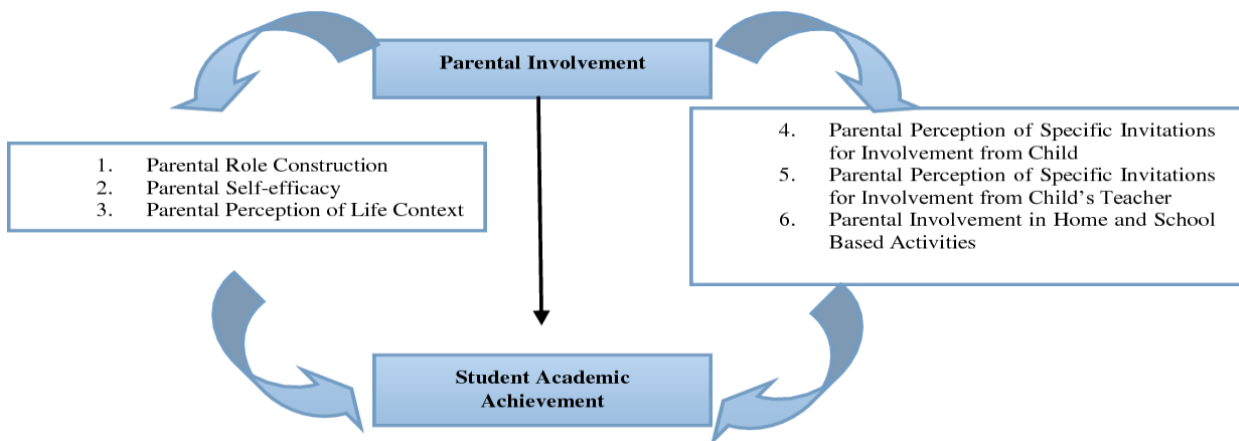 Parental Involvement
1. Parental Role Construction
2. Parental Self-efficacy
3. Parental Perception of Life Context
4. Parental Perception of Specific Invitations
for Involvement from Child
5. Parental Perception of Specific Invitations
for Involvement from Child's Teacher
6. Parental Involvement in Home and School
Based Activities
Student Academic
Achievement